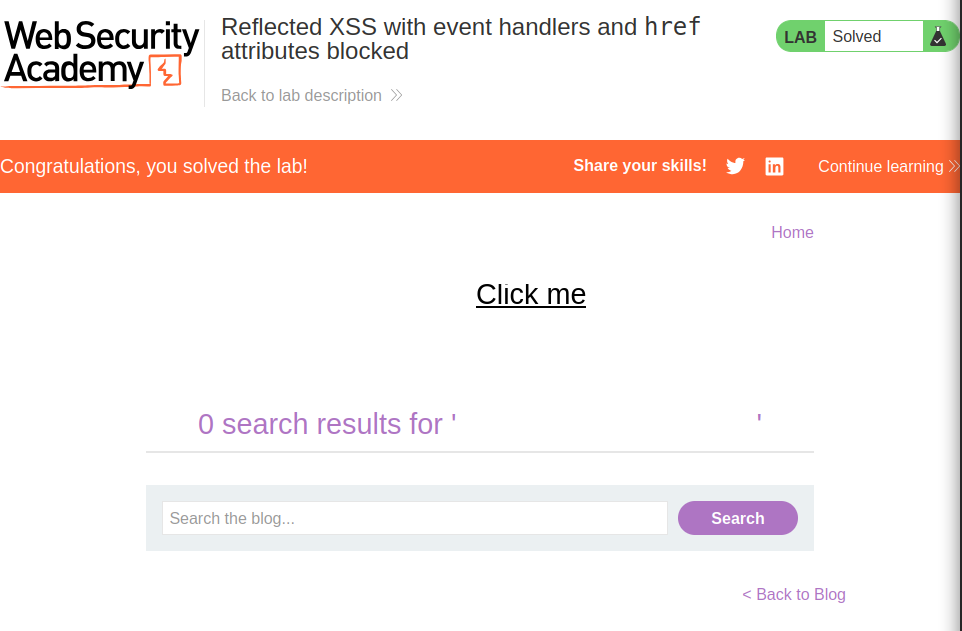 Web Security
Academy
Reflected XSS with event handlers and href
attributes blocked
Back to lab description
LAB Solved
Congratulations, you solved the lab!
Share your skills!
in
Continue learning
Home
Click me
0 search results for ' '
Search the blog...
Search
< Back to Blog